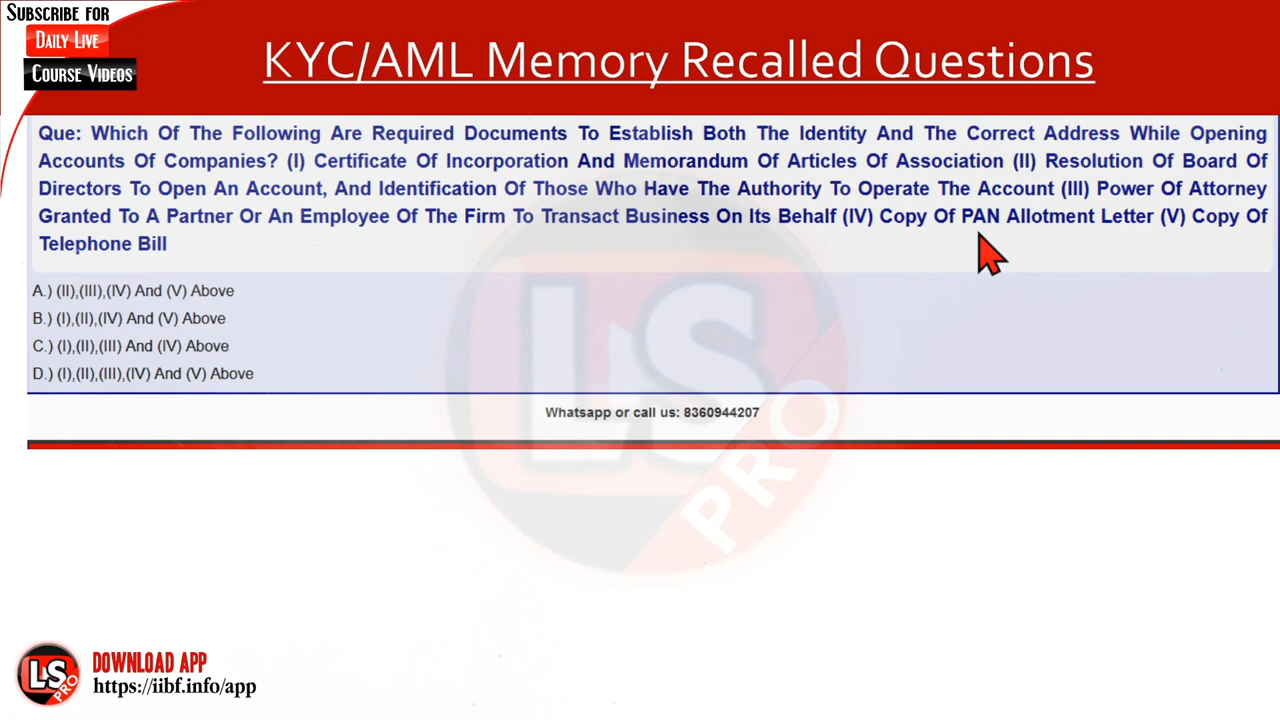 SUBSCRIBE FOR
DAILY LIVE
COURSE VIDEOS
KYC/AML Memory Recalled Questions
Que: Which Of The Following Are Required Documents To Establish Both The Identity And The Correct Address While Opening
Accounts Of Companies? (I) Certificate Of Incorporation And Memorandum Of Articles Of Association (II) Resolution Of Board Of
Directors To Open An Account, And Identification Of Those Who Have The Authority To Operate The Account (III) Power Of Attorney
Granted To A Partner Or An Employee Of The Firm To Transact Business On Its Behalf (IV) Copy Of PAN Allotment Letter (V) Copy Of
Telephone Bill
A.) (II),(III),(IV) And (V) Above
B.) (I),(II),(IV) And (V) Above
C.) (I),(II),(III) And (IV) Above
D.) (I),(II),(III),(IV) And (V) Above
Whatsapp or call us: 8360944207
LS
PRO
LS
PRO
DOWNLOAD APP
https://iibf.info/app